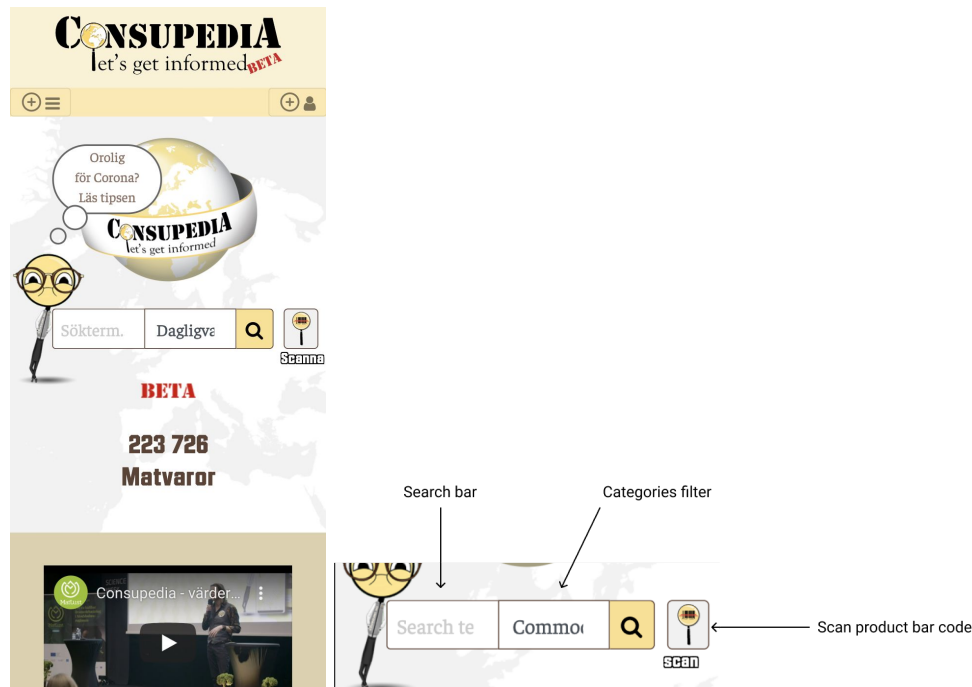 CONSUPEDIA
let's get informed BETA
Orolig
för Corona?
Läs tipsen
CONSUPEDIA
let's get informed
Sökterm.
Dagligva
Scanna
BETA
223 726
Matvaror
Consupedia - värder...
Search bar
Categories filter
Search te
Commo
scan
Scan product bar code